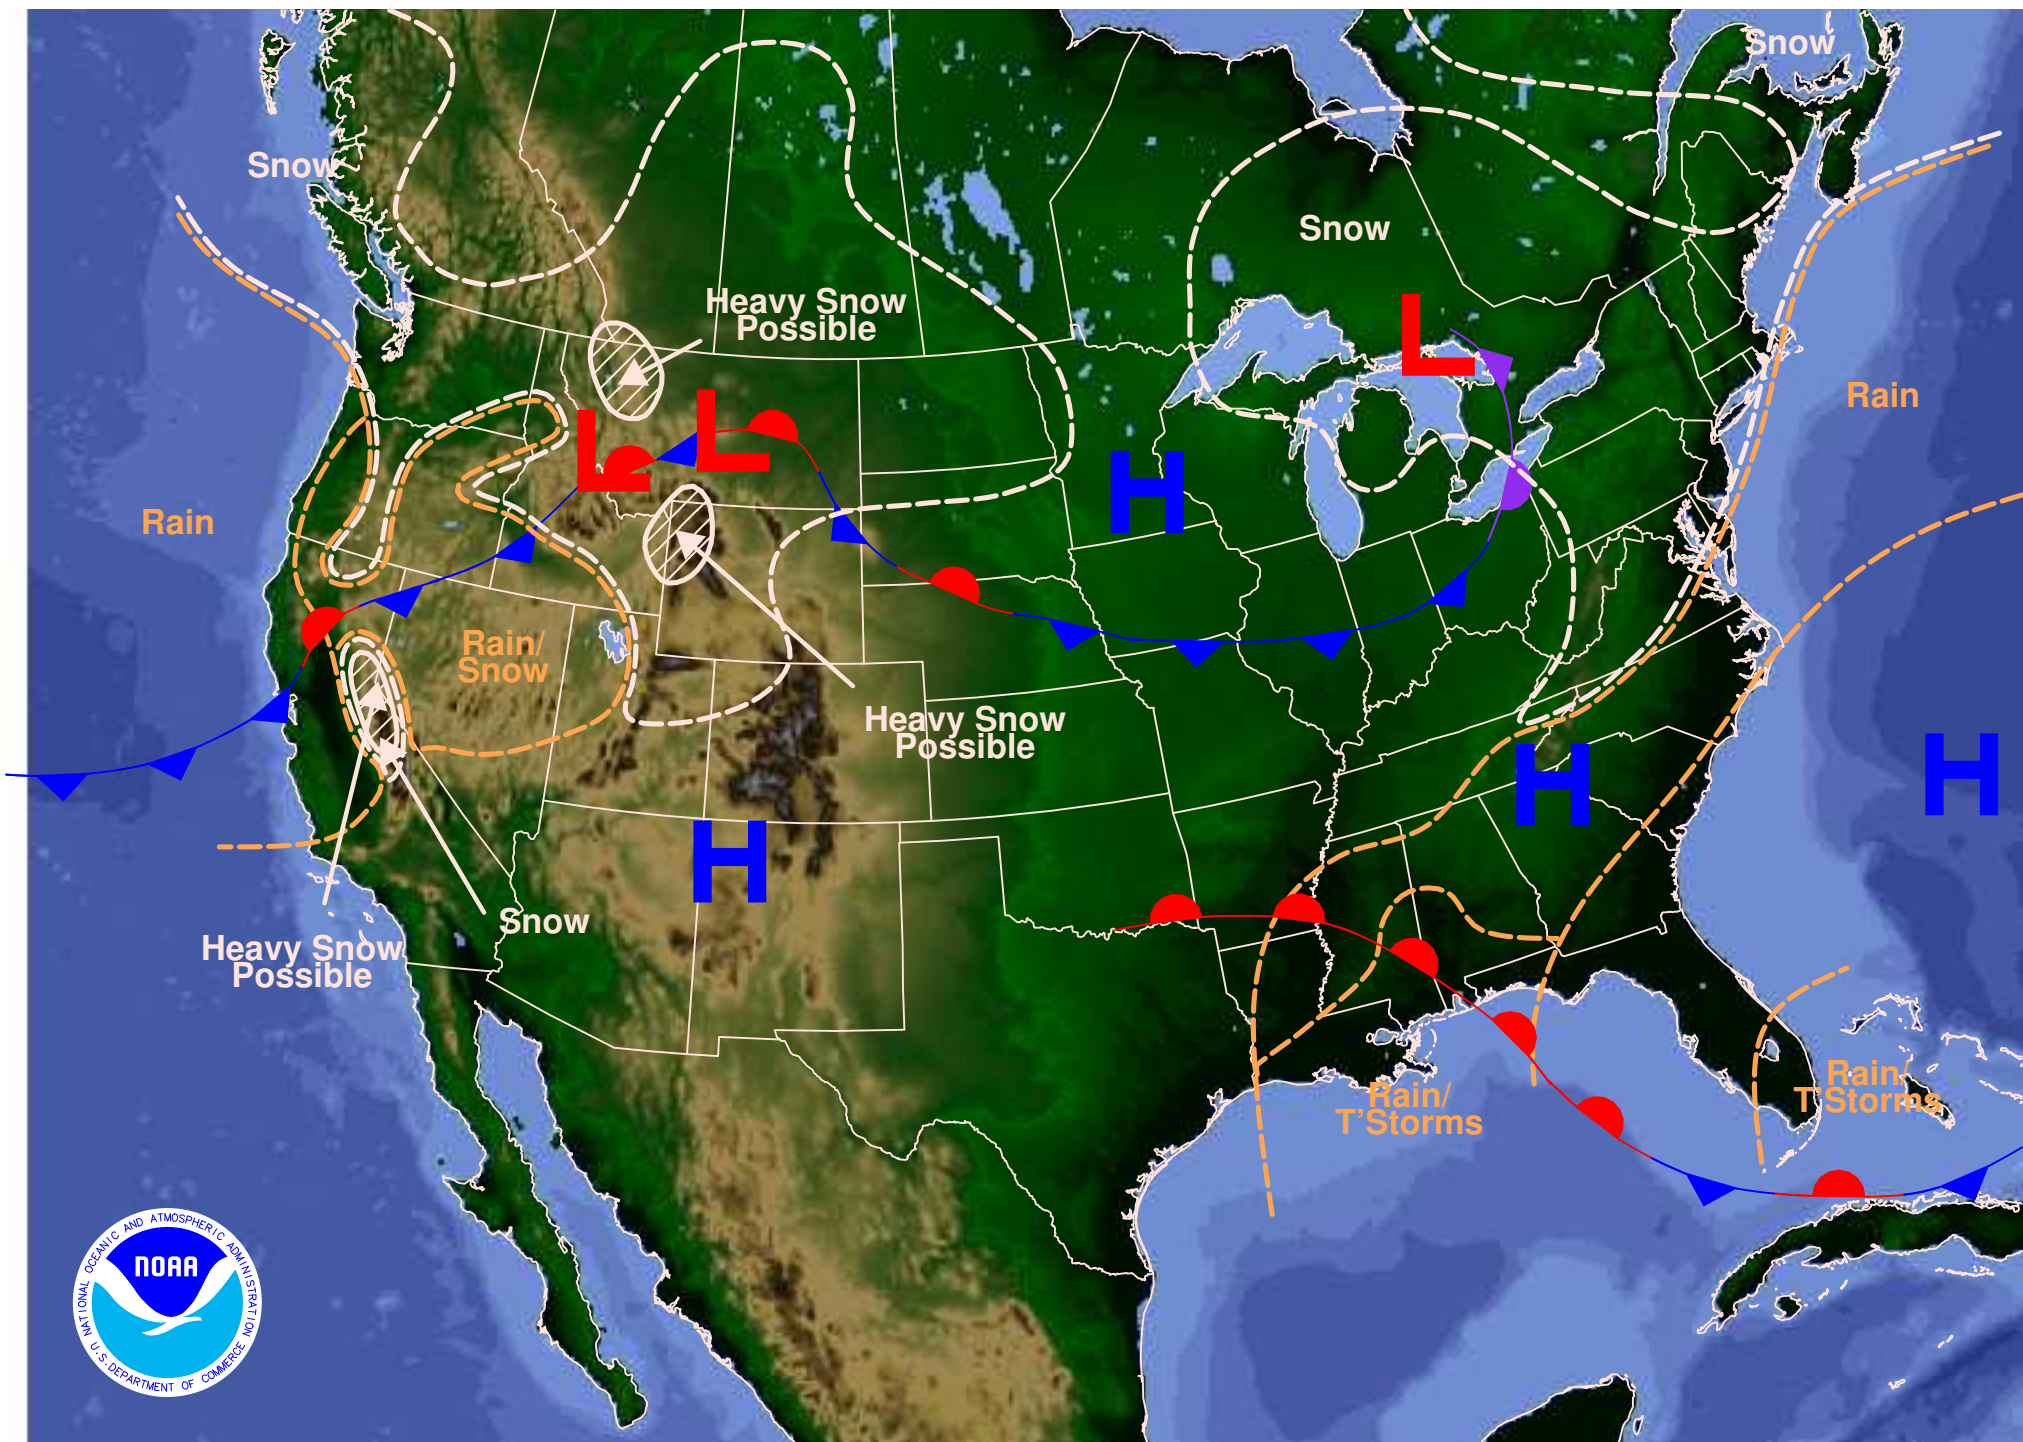 Snow
Snow
Snow
Heavy Snow
Possible
L
Rain
L
L
H
Rain
Rain/
Snow
Heavy Snow
Possible
H
H
H
Snow
Heavy Snow
Possible
Rain/
T'Storms
Rain/
T'Storms
NATIONAL OCEANIC AND ATMOSPHERIC ADMINISTRATION
NOAA
U.S. DEPARTMENT OF COMMERCE